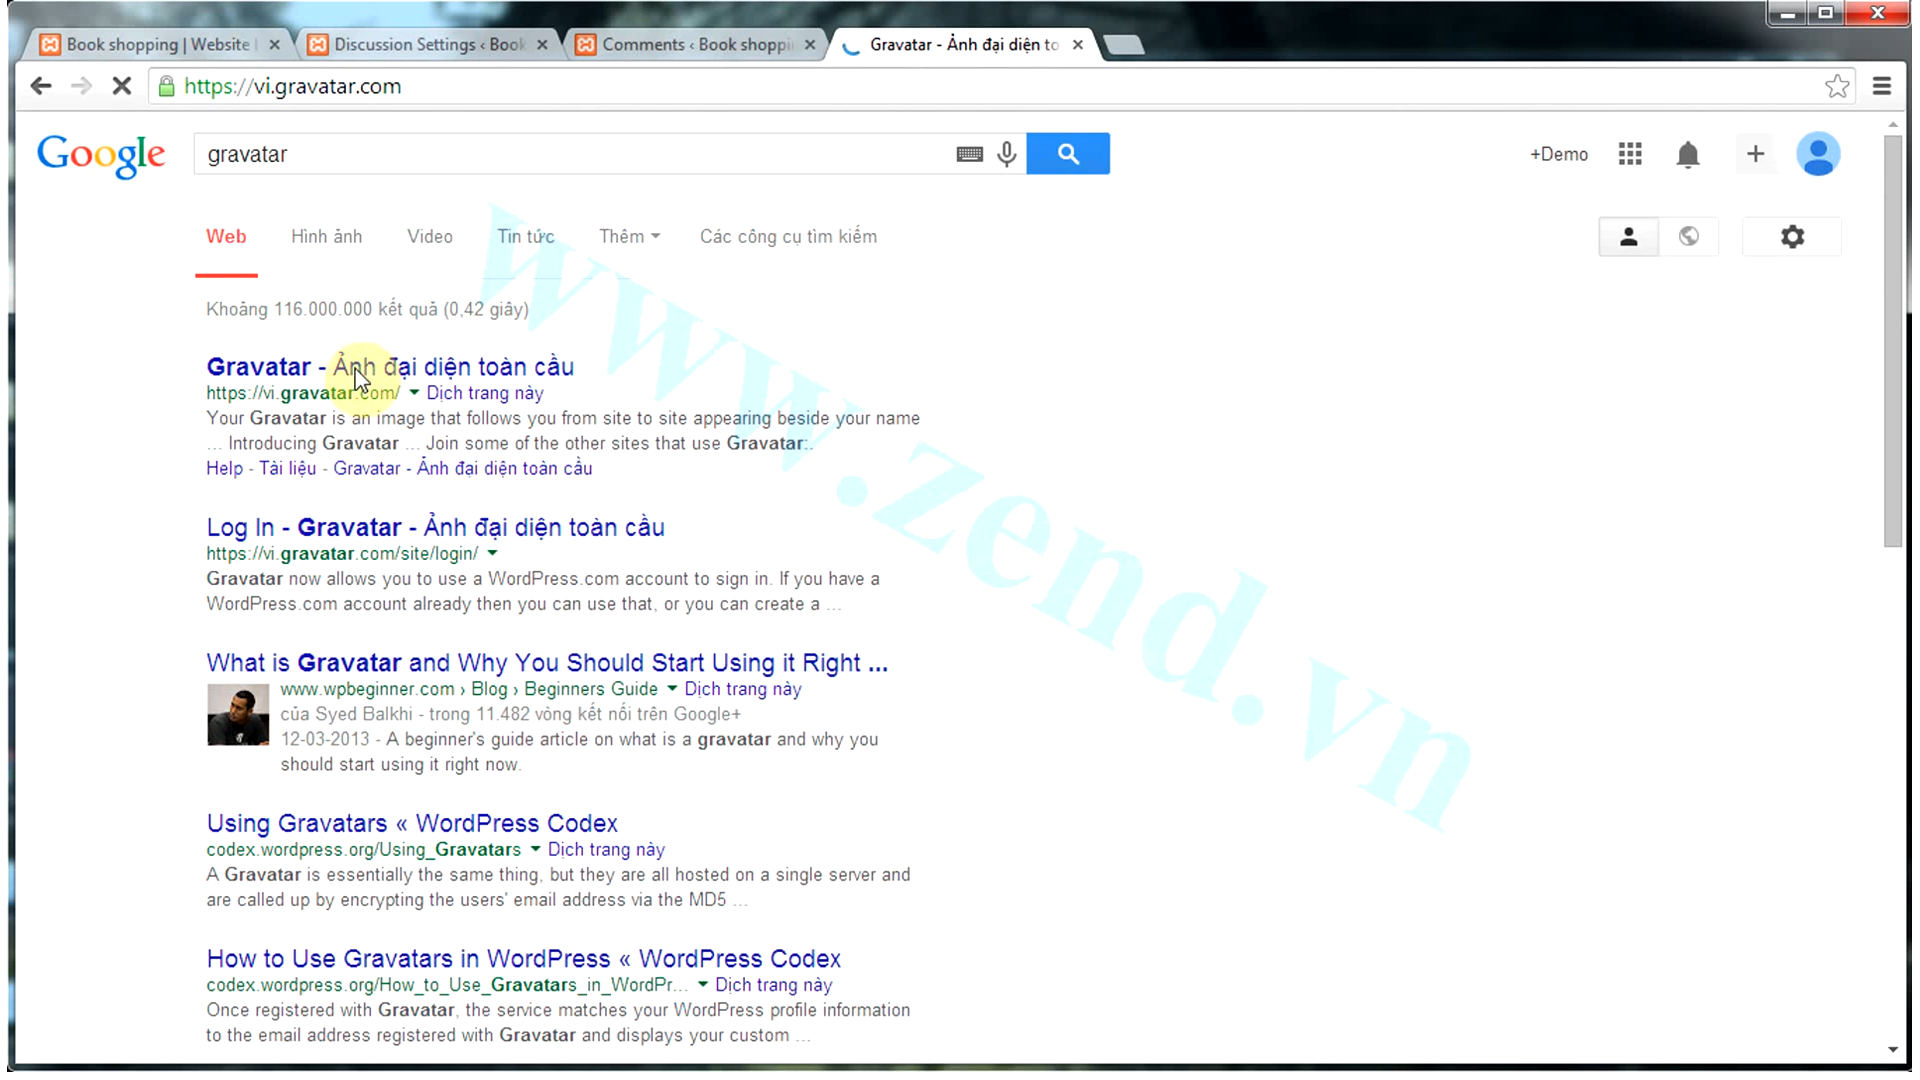 Book shopping | Website
Discussion Settings ‹ Book
Comments ‹ Book shoppi
Gravatar - Ảnh đại diện to
https://vi.gravatar.com
Google
gravatar
+Demo
Web
Hình ảnh
Video
Tin tức
Thêm
Các công cụ tìm kiếm
Khoảng 116.000.000 kết quả (0,42 giây)
Gravatar - Ảnh đại diện toàn cầu
https://vi.gravatar.com/ Dịch trang này
Your Gravatar is an image that follows you from site to site appearing beside your name
... Introducing Gravatar ... Join some of the other sites that use Gravatar:.
Help - Tài liệu - Gravatar - Ảnh đại diện toàn cầu
Log In - Gravatar - Ảnh đại diện toàn cầu
https://vi.gravatar.com/site/login/
Gravatar now allows you to use a WordPress.com account to sign in. If you have a
WordPress.com account already then you can use that, or you can create a ...
What is Gravatar and Why You Should Start Using it Right ...
www.wpbeginner.com › Blog › Beginners Guide Dịch trang này
của Syed Balkhi - trong 11.482 vòng kết nối trên Google+
12-03-2013 - A beginner's guide article on what is a gravatar and why you
should start using it right now.
Using Gravatars « WordPress Codex
codex.wordpress.org/Using_Gravatars Dịch trang này
A Gravatar is essentially the same thing, but they are all hosted on a single server and
are called up by encrypting the users' email address via the MD5 ...
How to Use Gravatars in WordPress « WordPress Codex
codex.wordpress.org/How_to_Use_Gravatars_in_WordPr... Dịch trang này
Once registered with Gravatar, the service matches your WordPress profile information
to the email address registered with Gravatar and displays your custom ...
www.zend.vn